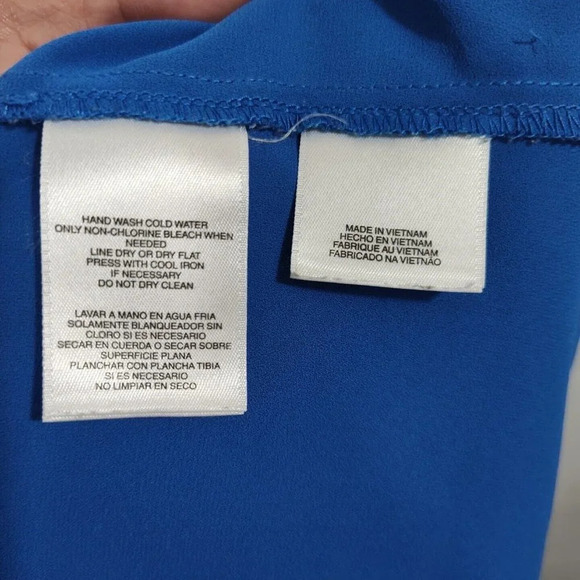 HAND WASH COLD WATER
ONLY NON-CHLORINE BLEACH WHEN
NEEDED
LINE DRY OR DRY FLAT
PRESS WITH COOL IRON
IF NECESSARY
DO NOT DRY CLEAN
LAVAR A MANO EN AGUA FRIA
SOLAMENTE BLANQUEADOR SIN
CLORO SI ES NECESARIO
SECAR EN CUERDA O SECAR SOBRE
SUPERFICIE PLANA
PLANCHAR CON PLANCHA TIBIA
SI ES NECESARIO
NO LIMPIAR EN SECO
MADE IN VIETNAM
HECHO EN VIETNAM
FABRIQUE AU VIETNAM
FABRICADO NA VIETNÃO